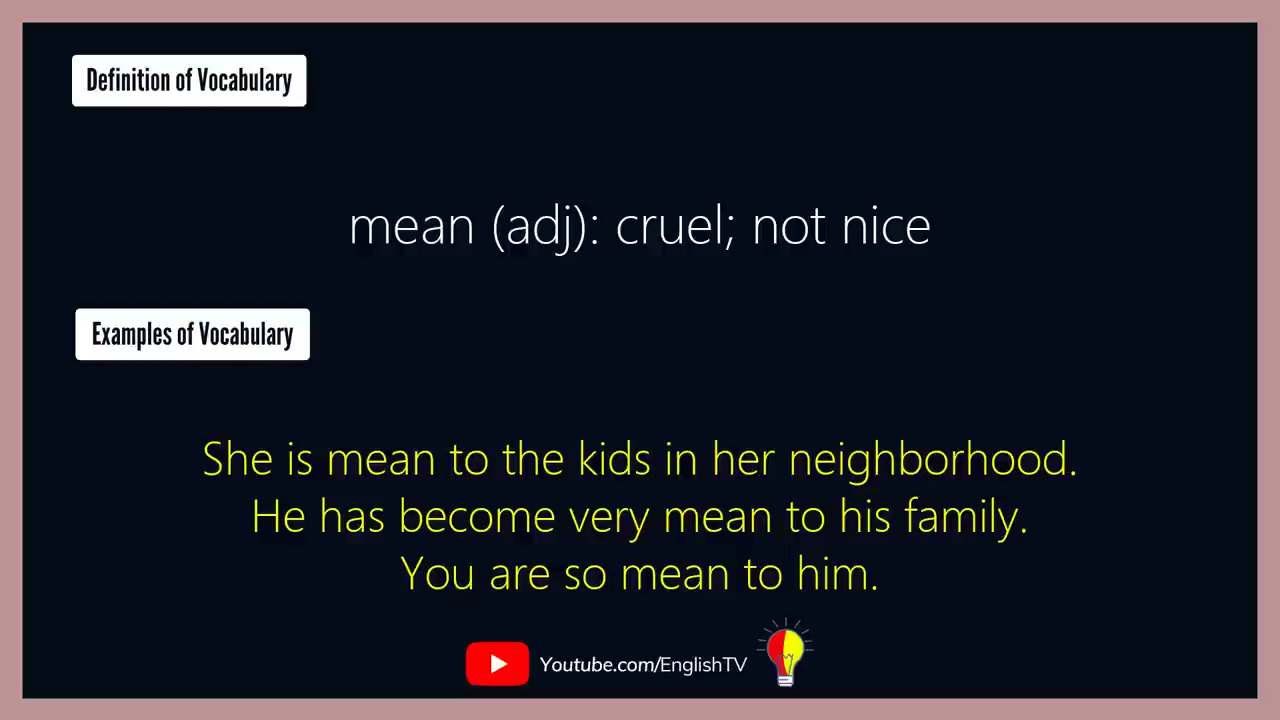 Definition of Vocabulary
mean (adj): cruel; not nice
Examples of Vocabulary
She is mean to the kids in her neighborhood.
He has become very mean to his family.
You are so mean to him.
Youtube.com/EnglishTV